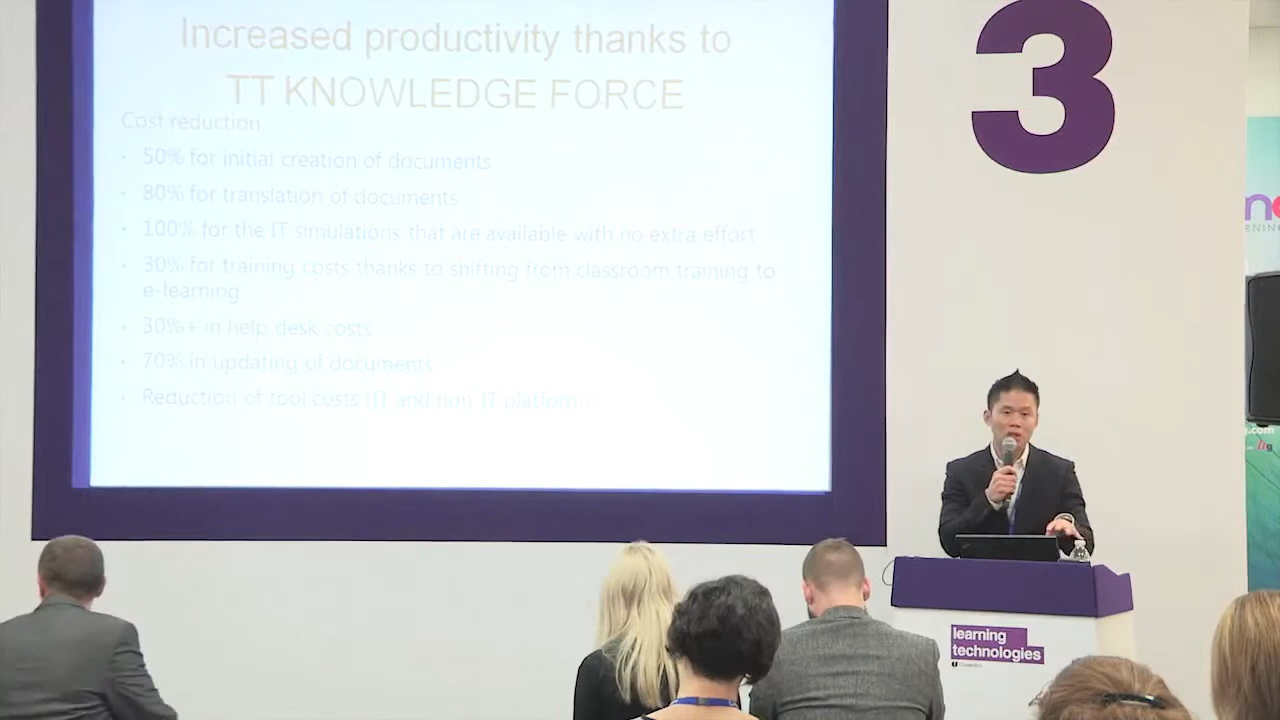 Increased productivity thanks to
TT KNOWLEDGE FORCE
Cost reduction
· 50% for initial creation of documents
· 80% for translation of documents
· 100% for the IT simulations that are available with no extra effort
· 30% for training costs thanks to shifting from classroom training to
e-learning
· 30%+ in help desk costs
· 70% in updating of documents
· Reduction of tool costs (IT and non IT platform
3
learning
technologies
.com